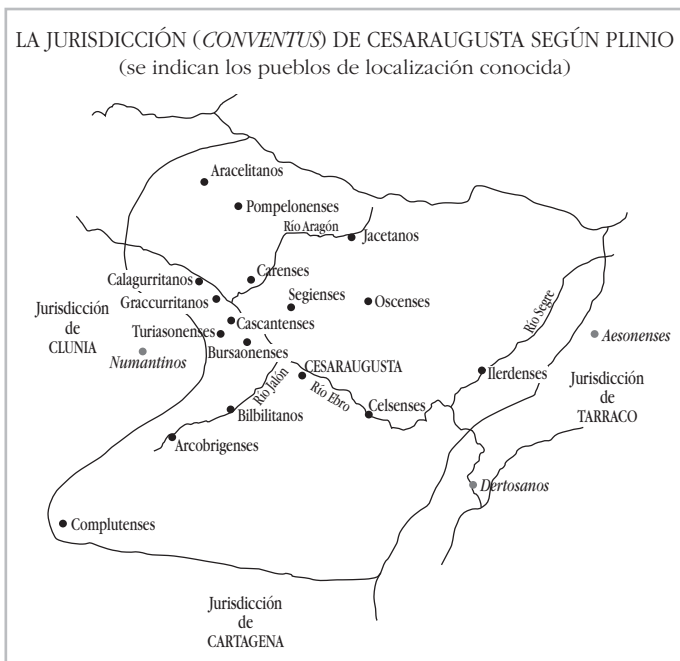 LA JURISDICCIÓN (CONVENTUS) DE CESARAUGUSTA SEGÚN PLINIO
(se indican los pueblos de localización conocida)
Aracelitanos
Pompelonenses
Río Aragón
Jacetanos
Calagurritanos
Carenses
Graccurritanos
Segienses
Oscenses
Río Segre
Jurisdicción
de
CLUNIA
Cascantenses
Turiasonenses
Numantinos
Bursaonenses
Aesonenses
CESARAUGUSTA
Ilerdenses
Jurisdicción
de
TARRACO
Río Jalón
Río Ebro
Celsenses
Bilbilitanos
Arcobrigenses
Dertosanos
Complutenses
Jurisdicción
de
CARTAGENA